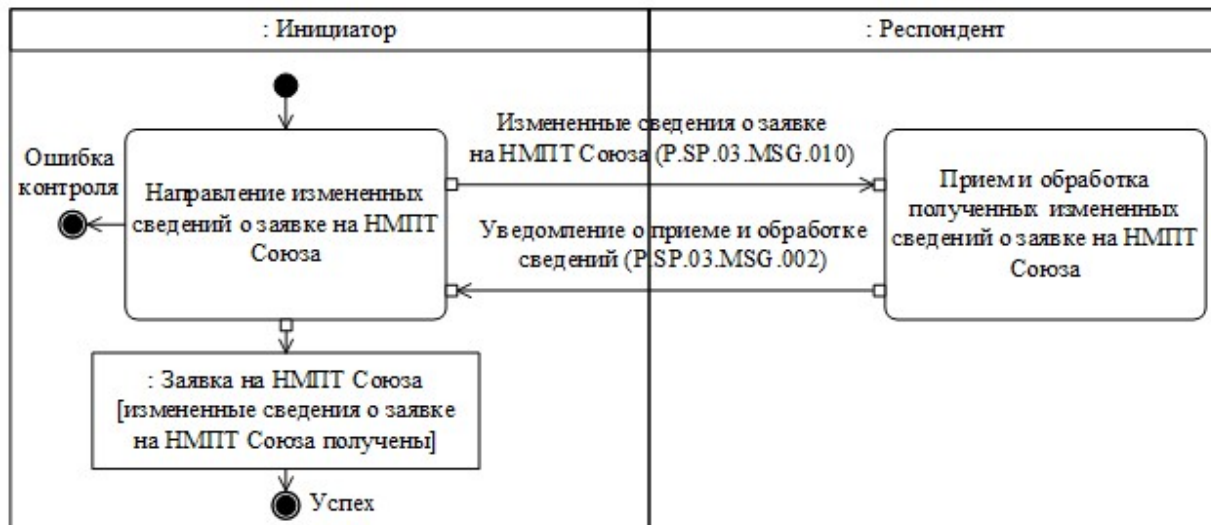 : Инициатор
: Респондент
Ошибка
контроля
Направление измененных
сведений о заявке на НМПТ
Союза
Измененные сведения о заявке
на НМПТ Союза (P.SP.03.MSG.010)
Уведомление о приеме и обработке
сведений (P.SP.03.MSG.002)
Прием и обработка
полученных измененных
сведений о заявке на НМПТ
Союза
: Заявка на НМПТ Союза
[измененные сведения о заявке
на НМПТ Союза получены]
Успех